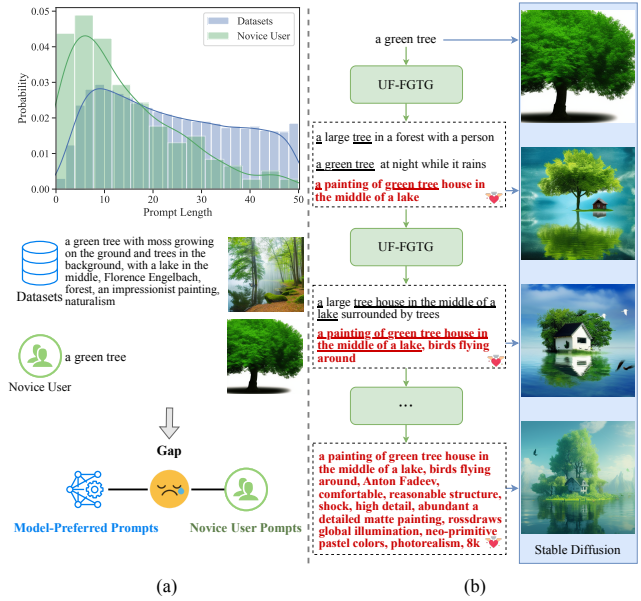 0.05
0.04
0.03
0.02
0.01
0.00
Probability
0
10
20
30
40
50
Prompt Length
Datasets
Novice User
a green tree with moss growing
on the ground and trees in the
background, with a lake in the
middle, Florence Engelbach,
forest, an impressionist painting,
naturalism
Datasets
a green tree
Novice User
Gap
Model-Preferred Prompts
Novice User Pompts
(a)
a green tree
UF-FGTG
a large tree in a forest with a person
a green tree at night while it rains
a painting of green tree house in
the middle of a lake
UF-FGTG
a large tree house in the middle of a
lake surrounded by trees
a painting of green tree house in
the middle of a lake, birds flying
around
...
a painting of green tree house in
the middle of a lake, birds flying
around, Anton Fadeev,
comfortable, reasonable structure,
shock, high detail, abundant a
detailed matte painting, rossdraws
global illumination, neo-primitive
pastel colors, photorealism, 8k
Stable Diffusion
(b)